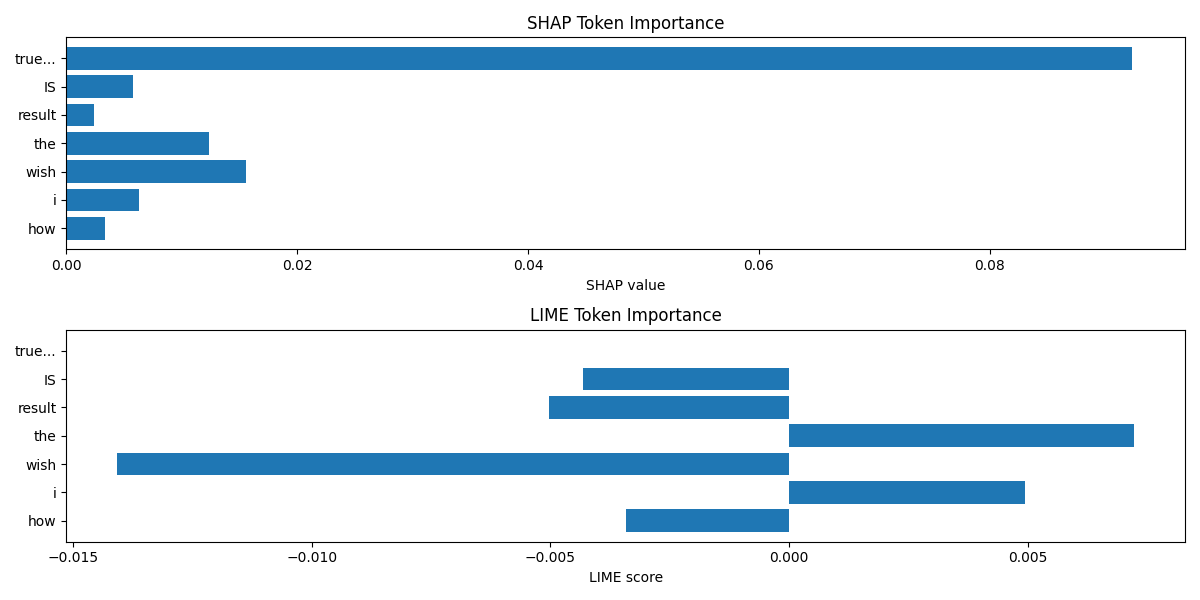 SHAP Token Importance
true...
IS
result
the
wish
i
how
0.00 0.02 0.04 0.06 0.08
SHAP value
LIME Token Importance
true...
IS
result
the
wish
i
how
−0.015 −0.010 −0.005 0.000 0.005
LIME score